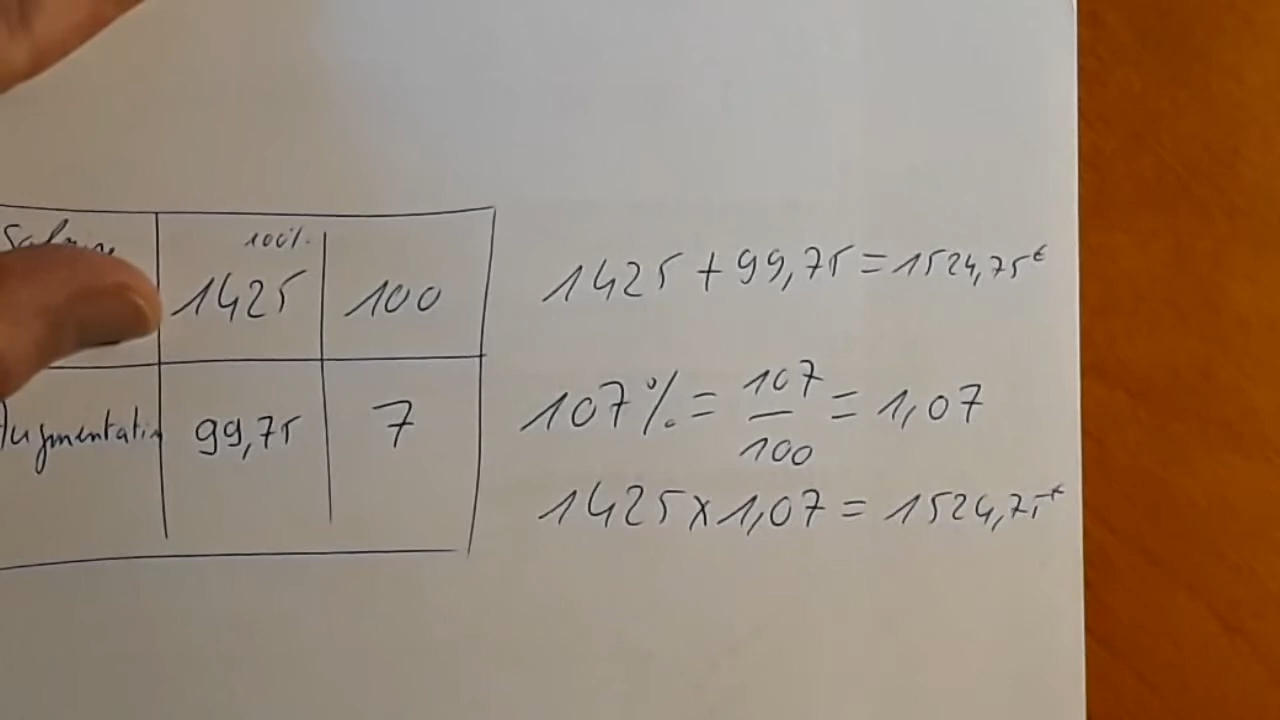 Salaire
100%
1425 100
Augmentation 99,75 7
1425 + 99,75 = 1524,75€
107% = 107/100 = 1,07
1425 x 1,07 = 1524,75€